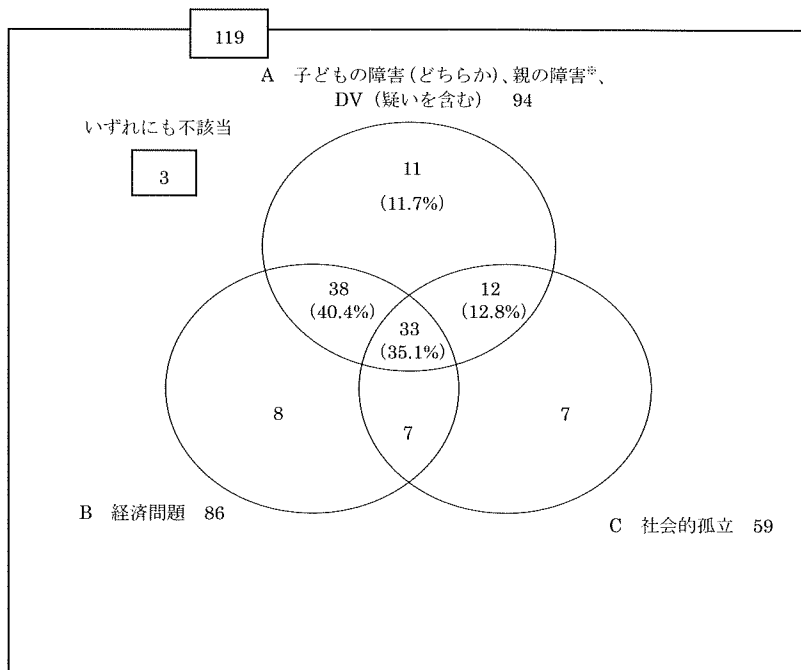 119
A 子どもの障害(どちらか)、親の障害※、
DV(疑いを含む) 94
いずれにも不該当
3
11
(11.7%)
38
(40.4%)
12
(12.8%)
33
(35.1%)
8
7
7
B 経済問題 86
C 社会的孤立 59